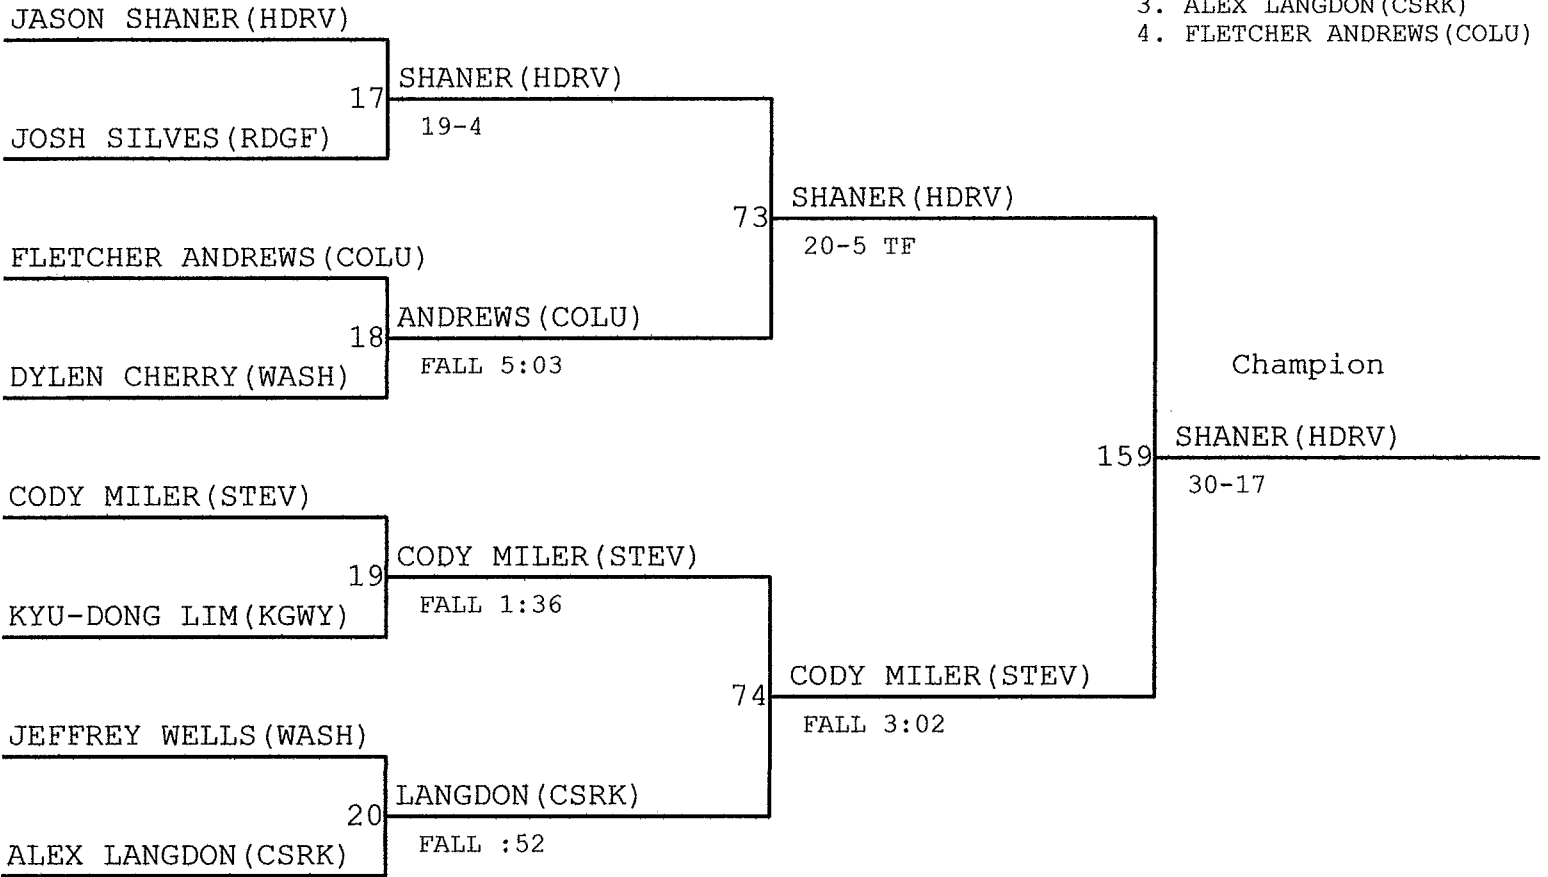 JASON SHANER(HDRV)
3. ALEX LANGDON(CSRK)
4. FLETCHER ANDREWS(COLU)
SHANER(HDRV)
17
19-4
JOSH SILVES(RDGF)
SHANER(HDRV)
73
20-5 TF
FLETCHER ANDREWS(COLU)
ANDREWS(COLU)
18
FALL 5:03
DYLEN CHERRY(WASH)
Champion
SHANER(HDRV)
159
30-17
CODY MILER(STEV)
CODY MILER(STEV)
19
FALL 1:36
KYU-DONG LIM(KGWY)
CODY MILER(STEV)
74
FALL 3:02
JEFFREY WELLS(WASH)
LANGDON(CSRK)
20
FALL :52
ALEX LANGDON(CSRK)